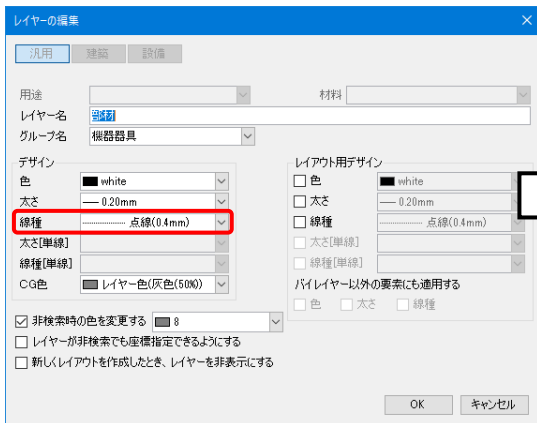 レイヤーの編集
汎用 建築 設備
用途 材料
レイヤー名 部材
グループ名 機器器具
デザイン
色 white
太さ 0.20mm
線種 点線(0.4mm)
太さ[単線]
線種[単線]
CG色 レイヤー色(灰色(50%))
レイアウト用デザイン
色 white
太さ 0.20mm
線種 点線(0.4mm)
太さ[単線]
線種[単線]
バイレイヤー以外の要素にも適用する
色 太さ 線種
非検索時の色を変更する 8
レイヤーが非検索でも座標指定できるようにする
新しくレイアウトを作成したとき、レイヤーを非表示にする
OK キャンセル